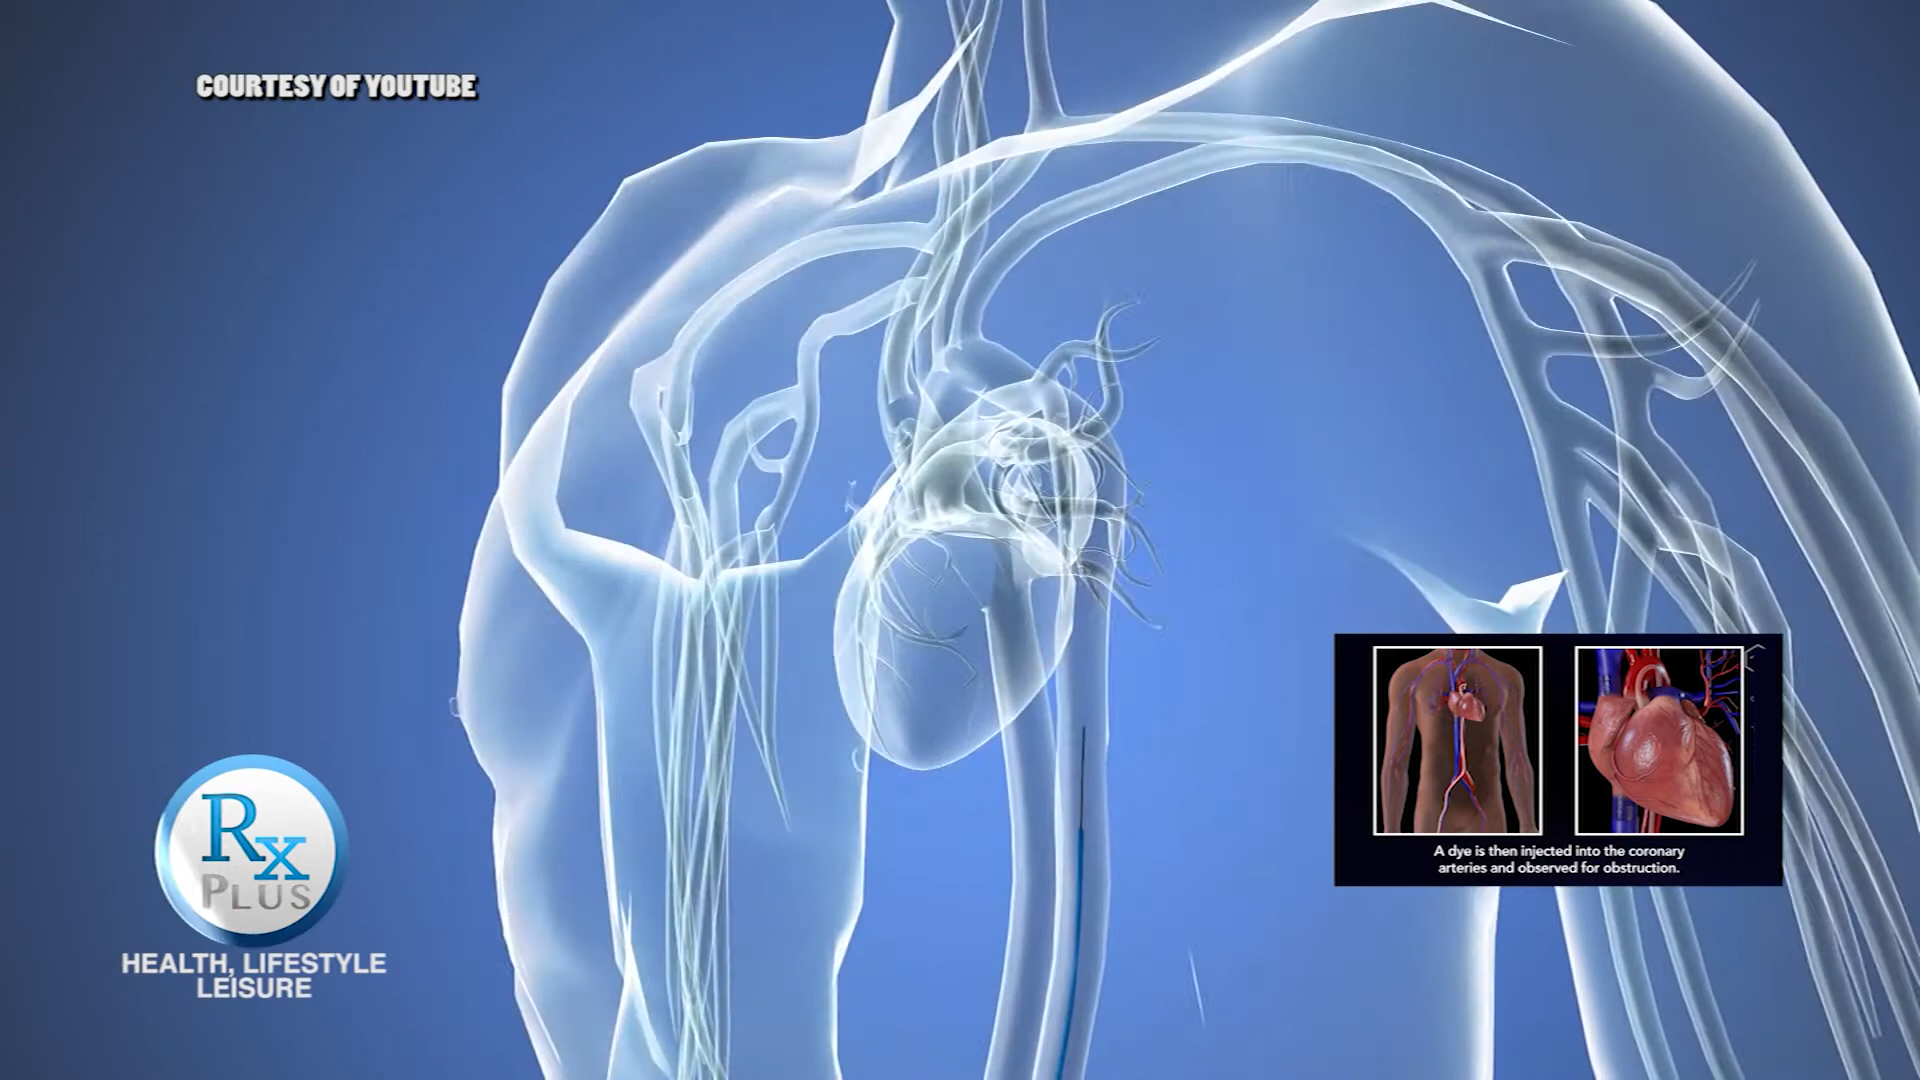 COURTESY OF YOUTUBE
A dye is then injected into the coronary
arteries and observed for obstruction.
Rx
PLUS
HEALTH, LIFESTYLE
LEISURE